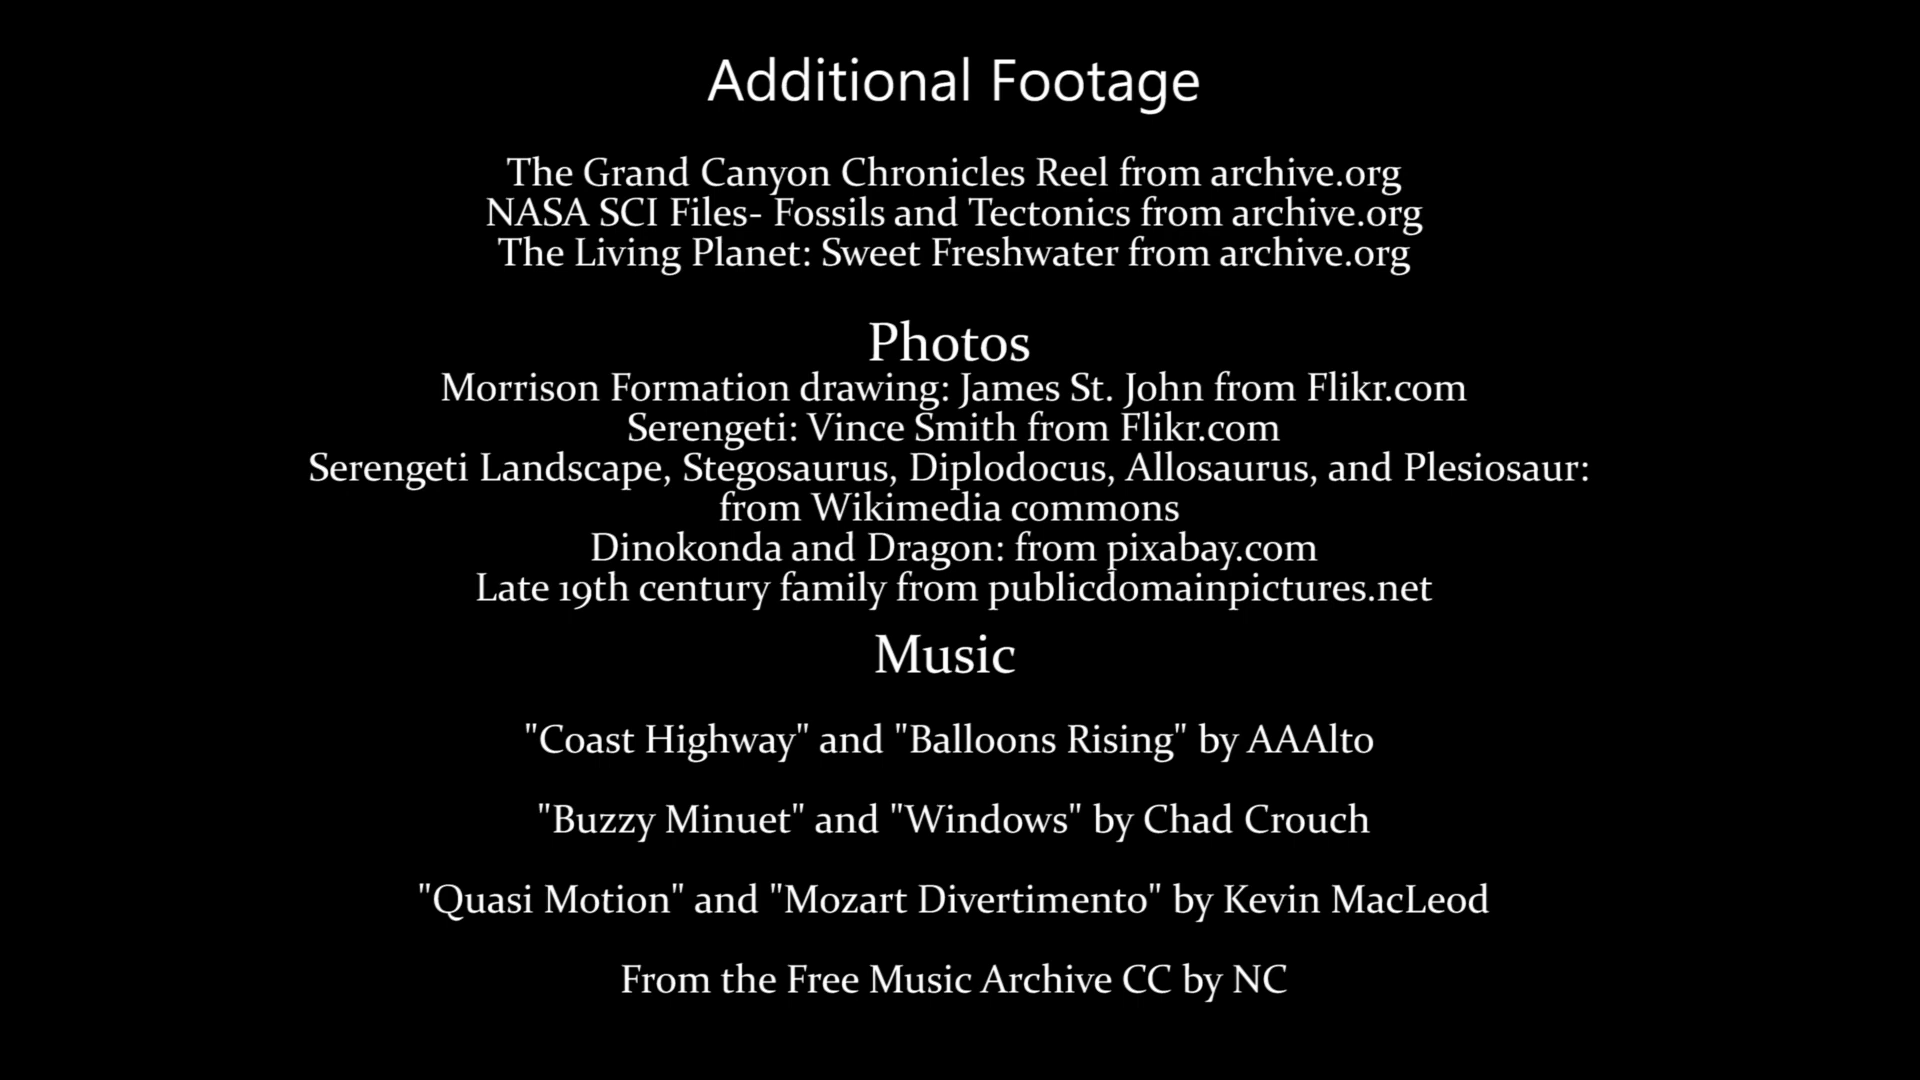 Additional Footage
The Grand Canyon Chronicles Reel from archive.org
NASA SCI Files- Fossils and Tectonics from archive.org
The Living Planet: Sweet Freshwater from archive.org
Photos
Morrison Formation drawing: James St. John from Flikr.com
Serengeti: Vince Smith from Flikr.com
Serengeti Landscape, Stegosaurus, Diplodocus, Allosaurus, and Plesiosaur:
from Wikimedia commons
Dinokonda and Dragon: from pixabay.com
Late 19th century family from publicdomainpictures.net
Music
"Coast Highway" and "Balloons Rising" by AAAlto
"Buzzy Minuet" and "Windows" by Chad Crouch
"Quasi Motion" and "Mozart Divertimento" by Kevin MacLeod
From the Free Music Archive CC by NC